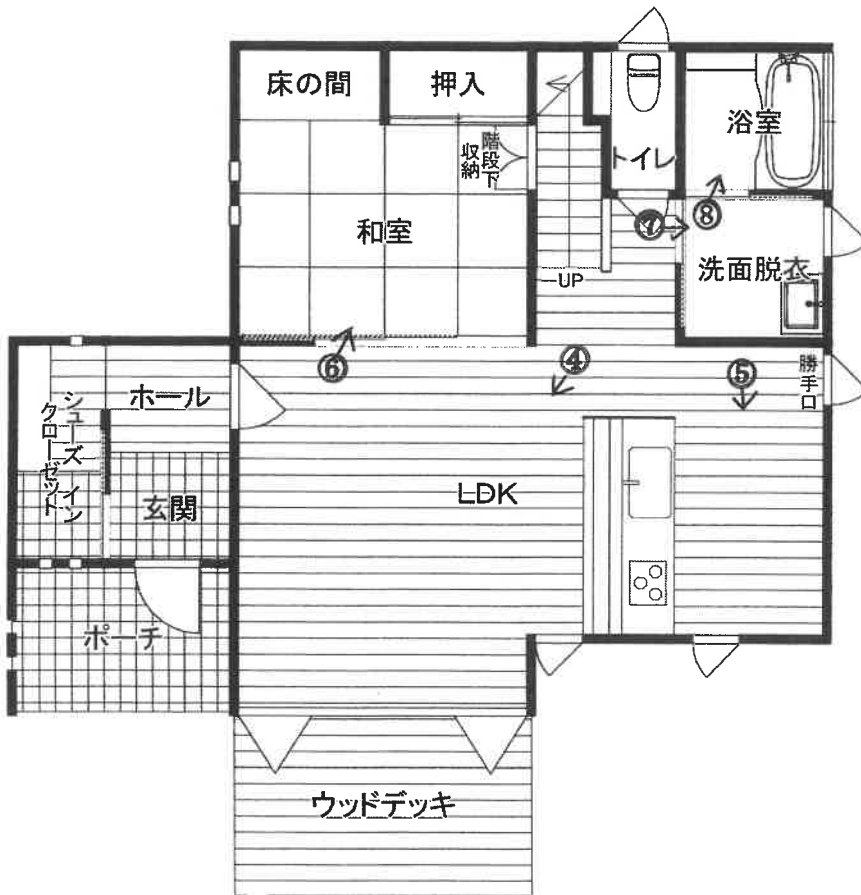 床の間
押入
階段下
収納
トイレ
浴室
和室
⑦
⑧
洗面脱衣
UP
⑥
④
⑤
勝手口
ホール
シューズ イン
クローゼット
玄関
LDK
ポーチ
ウッドデッキ